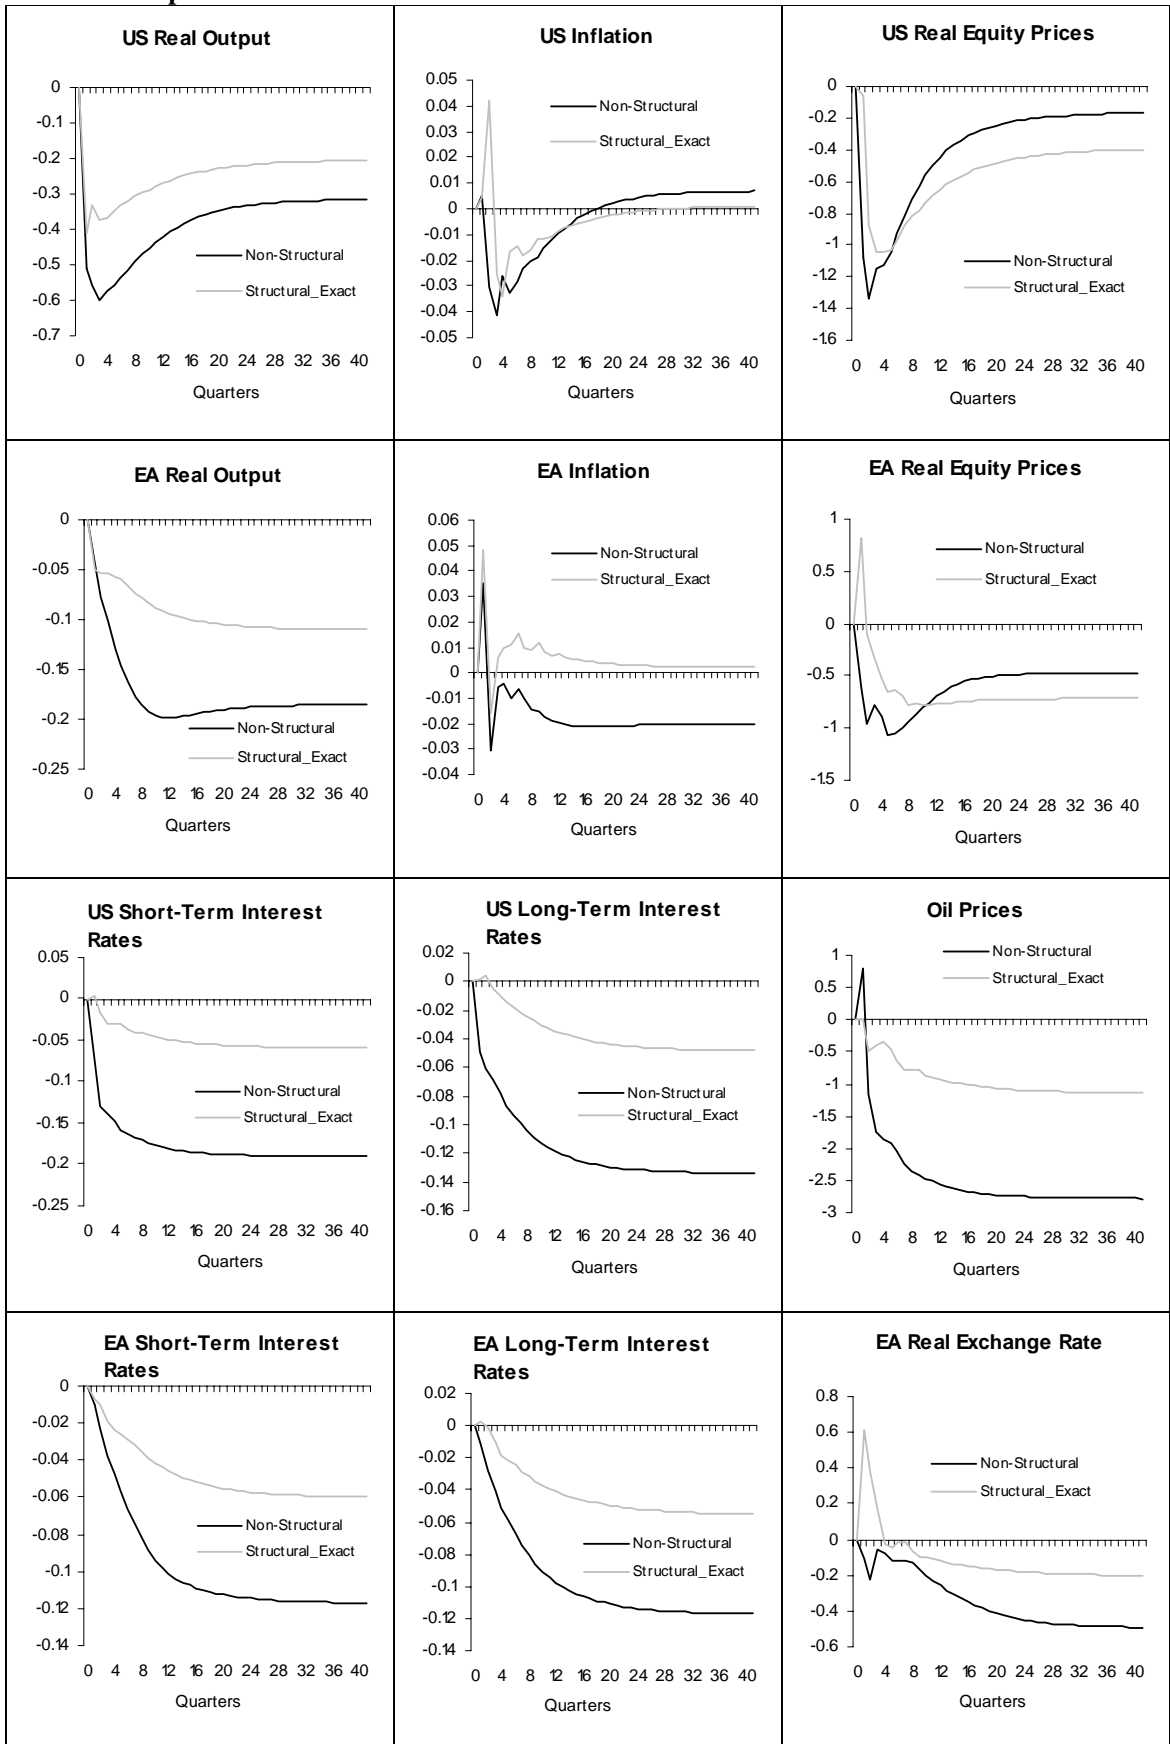 US Real Output
0
-0.1
-0.2
-0.3
-0.4
-0.5
-0.6
-0.7
Non-Structural
Structural_Exact
0 4 8 12 16 20 24 28 32 36 40
Quarters
US Inflation
0.05
0.04
0.03
0.02
0.01
0
-0.01
-0.02
-0.03
-0.04
-0.05
Non-Structural
Structural_Exact
0 4 8 12 16 20 24 28 32 36 40
Quarters
US Real Equity Prices
0
-0.2
-0.4
-0.6
-0.8
-1
-1.2
-1.4
-1.6
Non-Structural
Structural_Exact
0 4 8 12 16 20 24 28 32 36 40
Quarters
EA Real Output
0
-0.05
-0.1
-0.15
-0.2
-0.25
Non-Structural
Structural_Exact
0 4 8 12 16 20 24 28 32 36 40
Quarters
EA Inflation
0.06
0.05
0.04
0.03
0.02
0.01
0
-0.01
-0.02
-0.03
-0.04
Non-Structural
Structural_Exact
0 4 8 12 16 20 24 28 32 36 40
Quarters
EA Real Equity Prices
1
0.5
0
-0.5
-1
-1.5
Non-Structural
Structural_Exact
0 4 8 12 16 20 24 28 32 36 40
Quarters
US Short-Term Interest
Rates
0.05
0
-0.05
-0.1
-0.15
-0.2
-0.25
Non-Structural
Structural_Exact
0 4 8 12 16 20 24 28 32 36 40
Quarters
US Long-Term Interest
Rates
0.02
0
-0.02
-0.04
-0.06
-0.08
-0.1
-0.12
-0.14
-0.16
Non-Structural
Structural_Exact
0 4 8 12 16 20 24 28 32 36 40
Quarters
Oil Prices
1
0.5
0
-0.5
-1
-1.5
-2
-2.5
-3
Non-Structural
Structural_Exact
0 4 8 12 16 20 24 28 32 36 40
Quarters
EA Short-Term Interest
Rates
0
-0.02
-0.04
-0.06
-0.08
-0.1
-0.12
-0.14
Non-Structural
Structural_Exact
0 4 8 12 16 20 24 28 32 36 40
Quarters
EA Long-Term Interest
Rates
0.02
0
-0.02
-0.04
-0.06
-0.08
-0.1
-0.12
-0.14
Non-Structural
Structural_Exact
0 4 8 12 16 20 24 28 32 36 40
Quarters
EA Real Exchange Rate
0.8
0.6
0.4
0.2
0
-0.2
-0.4
-0.6
Non-Structural
Structural_Exact
0 4 8 12 16 20 24 28 32 36 40
Quarters